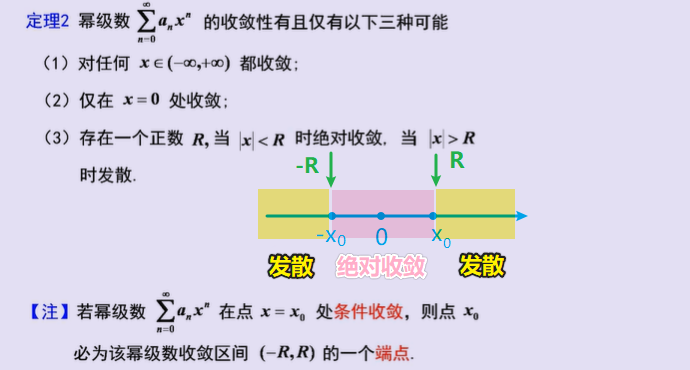 定理2 幂级数 $\sum_{n=0}^{\infty} a_n x^n$ 的收敛性有且仅有以下三种可能
（1）对任何 $x \in (-\infty,+\infty)$ 都收敛;
（2）仅在 $x = 0$ 处收敛;
（3）存在一个正数 $R$, 当 $|x| < R$ 时绝对收敛, 当 $|x| > R$
时发散.
-R R
-x₀ 0 x₀
发散 绝对收敛 发散
【注】若幂级数 $\sum_{n=0}^{\infty} a_n x^n$ 在点 $x = x_0$ 处条件收敛，则点 $x_0$
必为该幂级数收敛区间 $(-R,R)$ 的一个端点.